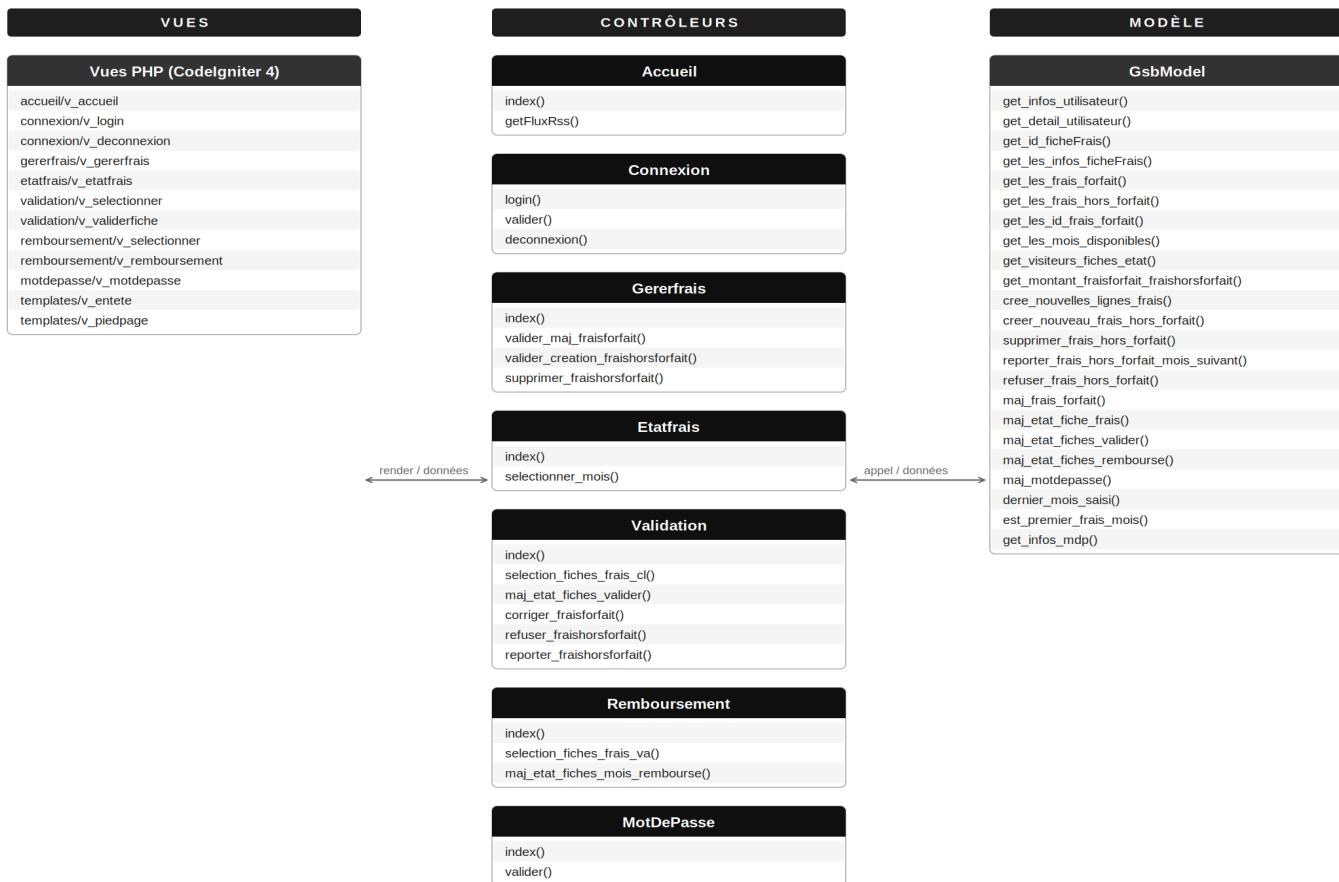 VUES
Vues PHP (CodeIgniter 4)
accueil/v_accueil
connexion/v_login
connexion/v_deconnexion
gererfrais/v_gererfrais
etatfrais/v_etatfrais
validation/v_selectionner
validation/v_validerfiche
remboursement/v_selectionner
remboursement/v_remboursement
motdepasse/v_motdepasse
templates/v_entete
templates/v_piedpage
render / données
CONTRÔLEURS
Accueil
index()
getFluxRss()
Connexion
login()
valider()
deconnexion()
Gererfrais
index()
valider_maj_fraisforfait()
valider_creation_fraishorsforfait()
supprimer_fraishorsforfait()
Etatfrais
index()
selectionner_mois()
Validation
index()
selection_fiches_frais_cl()
maj_etat_fiches_valider()
corriger_fraisforfait()
refuser_fraishorsforfait()
reporter_fraishorsforfait()
Remboursement
index()
selection_fiches_frais_va()
maj_etat_fiches_mois_rembourse()
MotDePasse
index()
valider()
appel / données
MODÈLE
GsbModel
get_infos_utilisateur()
get_detail_utilisateur()
get_id_ficheFrais()
get_les_infos_ficheFrais()
get_les_frais_forfait()
get_les_frais_hors_forfait()
get_les_id_frais_forfait()
get_les_mois_disponibles()
get_visiteurs_fiches_etat()
get_montant_fraisforfait_fraishorsforfait()
cree_nouvelles_lignes_frais()
creer_nouveau_frais_hors_forfait()
supprimer_frais_hors_forfait()
reporter_frais_hors_forfait_mois_suivant()
refuser_frais_hors_forfait()
maj_frais_forfait()
maj_etat_fiche_frais()
maj_etat_fiches_valider()
maj_etat_fiches_rembourse()
maj_motdepasse()
dernier_mois_saisi()
est_premier_frais_mois()
get_infos_mdp()